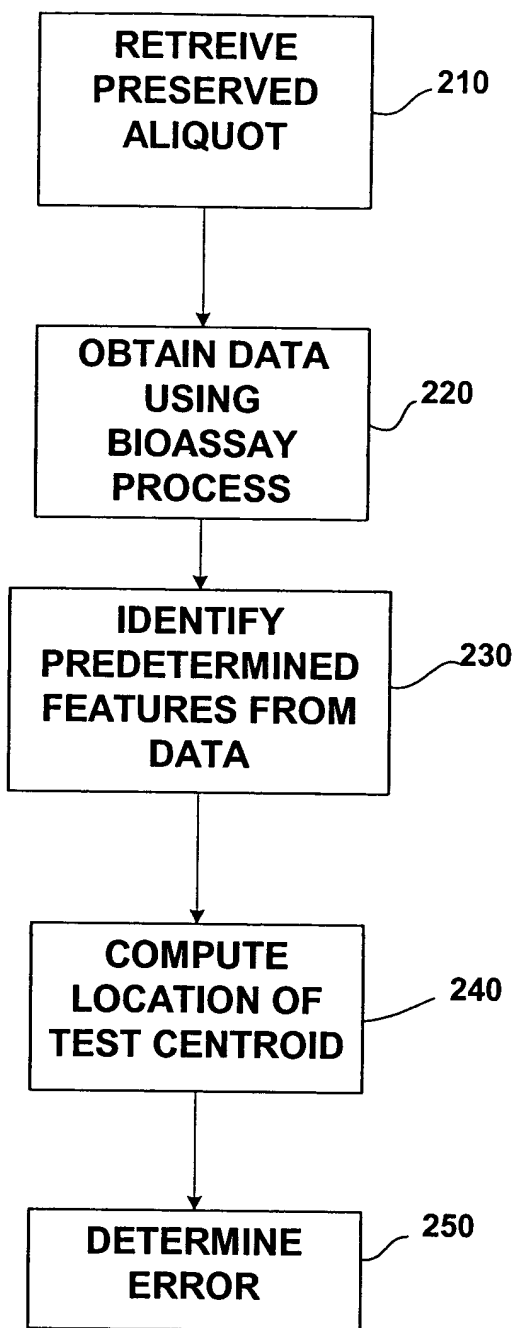 RETREIVE
PRESERVED
ALIQUOT
210
OBTAIN DATA
USING
BIOASSAY
PROCESS
220
IDENTIFY
PREDETERMINED
FEATURES FROM
DATA
230
COMPUTE
LOCATION OF
TEST CENTROID
240
DETERMINE
ERROR
250